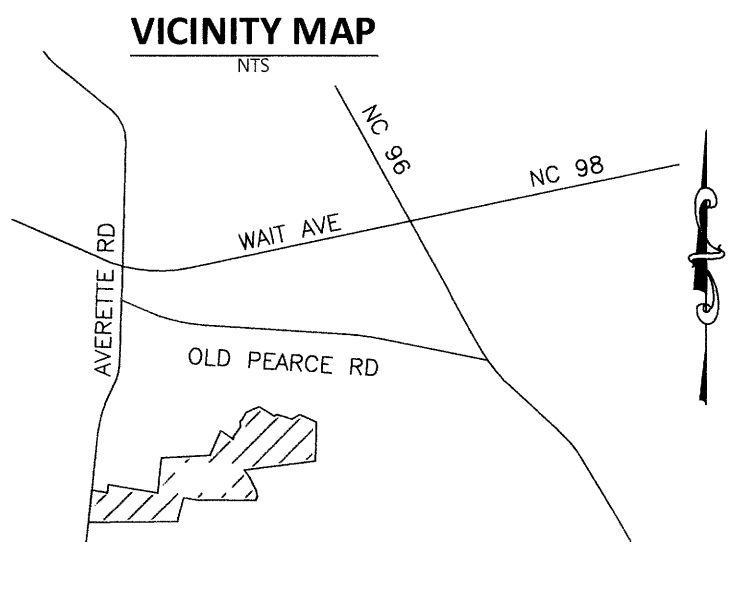 VICINITY MAP
NTS
NC 96
NC 98
WAIT AVE
AVERETTE RD
OLD PEARCE RD